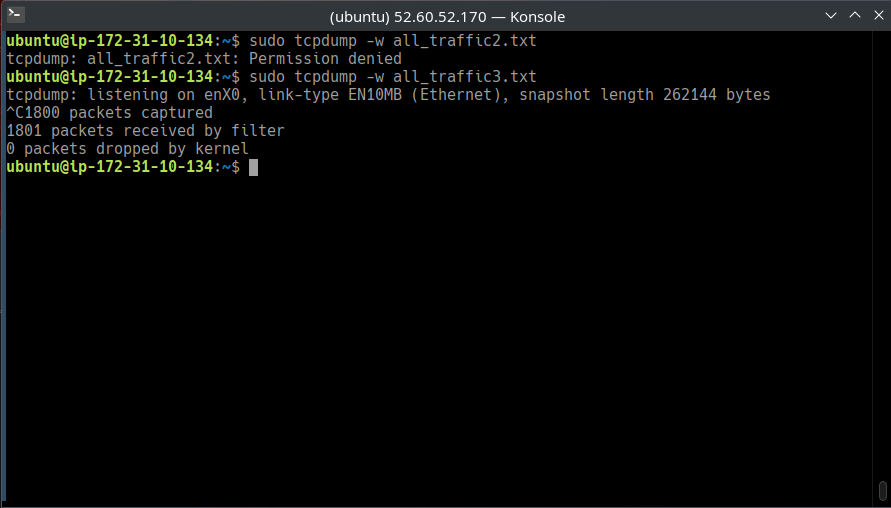 (ubuntu) 52.60.52.170 — Konsole
ubuntu@ip-172-31-10-134:~$ sudo tcpdump -w all_traffic2.txt
tcpdump: all_traffic2.txt: Permission denied
ubuntu@ip-172-31-10-134:~$ sudo tcpdump -w all_traffic3.txt
tcpdump: listening on enX0, link-type EN10MB (Ethernet), snapshot length 262144 bytes
^C1800 packets captured
1801 packets received by filter
0 packets dropped by kernel
ubuntu@ip-172-31-10-134:~$